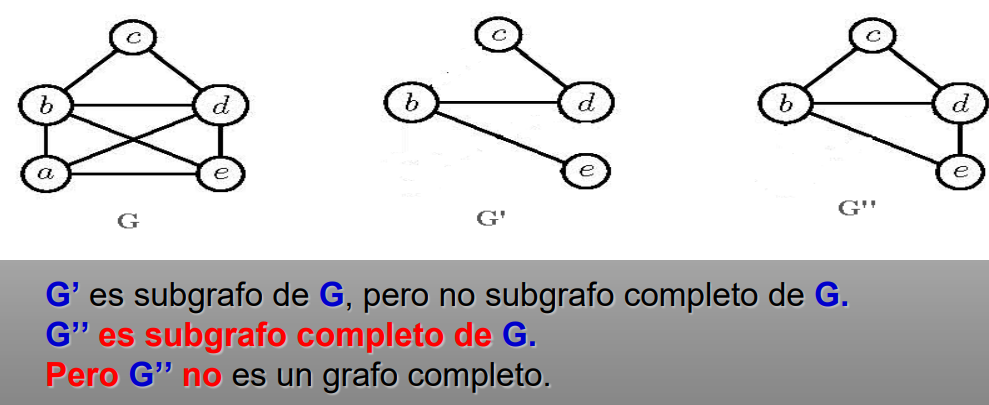 c c c
b d b d b d
a e e e
G G' G''
G’ es subgrafo de G, pero no subgrafo completo de G.
G’’ es subgrafo completo de G.
Pero G’’ no es un grafo completo.